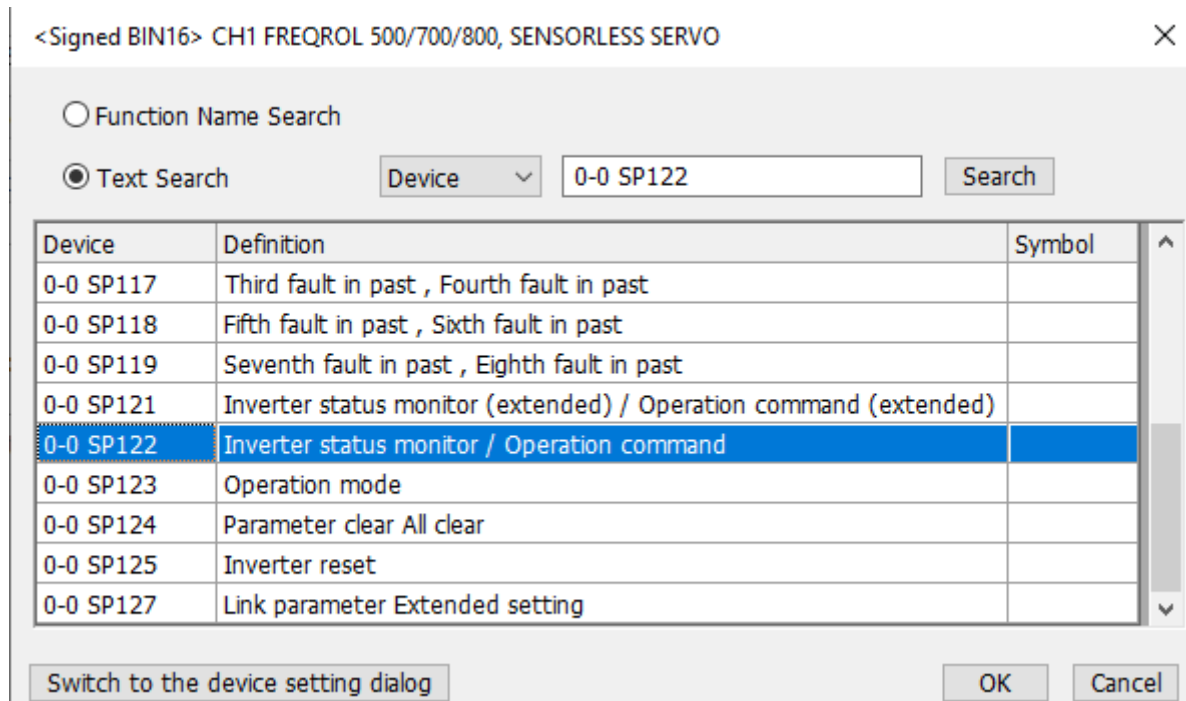 <Signed BIN16> CH1 FREQROL 500/700/800, SENSORLESS SERVO
Function Name Search
Text Search Device 0-0 SP122 Search
Device Definition Symbol
0-0 SP117 Third fault in past , Fourth fault in past
0-0 SP118 Fifth fault in past , Sixth fault in past
0-0 SP119 Seventh fault in past , Eighth fault in past
0-0 SP121 Inverter status monitor (extended) / Operation command (extended)
0-0 SP122 Inverter status monitor / Operation command
0-0 SP123 Operation mode
0-0 SP124 Parameter clear All clear
0-0 SP125 Inverter reset
0-0 SP127 Link parameter Extended setting
Switch to the device setting dialog OK Cancel